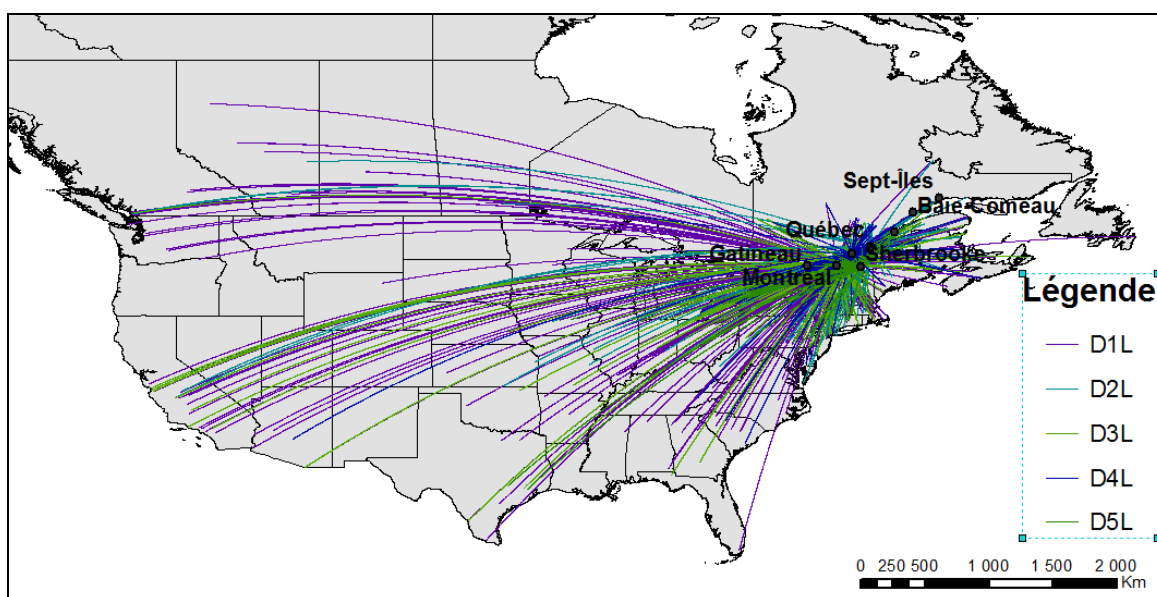 Sept-Îles
Baie-Comeau
Québec
Gatineau
Sherbrooke
Montréal
Légende
D1L
D2L
D3L
D4L
D5L
0 250 500 1 000 1 500 2 000
Km